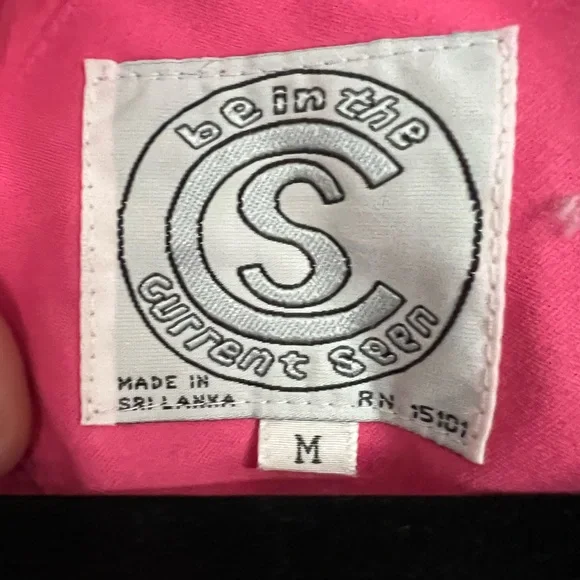 be in the
CS
current seen
MADE IN
SRI LANKA
RN 15101
M